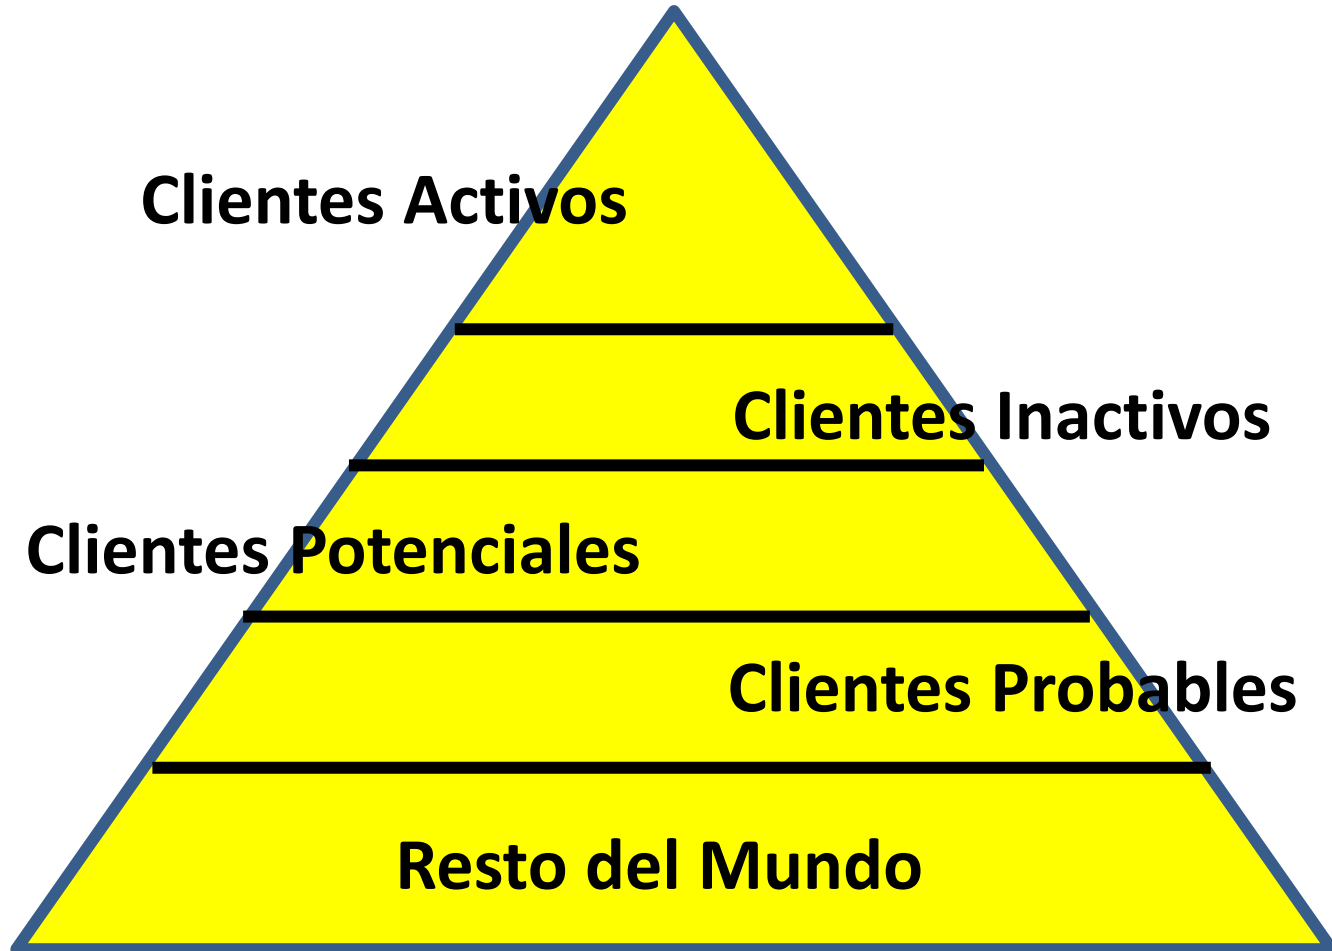 Clientes Activos
Clientes Inactivos
Clientes Potenciales
Clientes Probables
Resto del Mundo